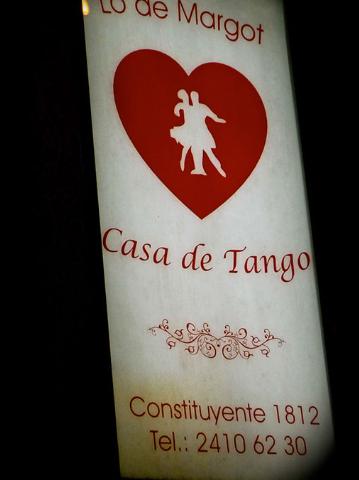 Lo de Margot
Casa de Tango
Constituyente 1812
Tel.: 2410 62 30